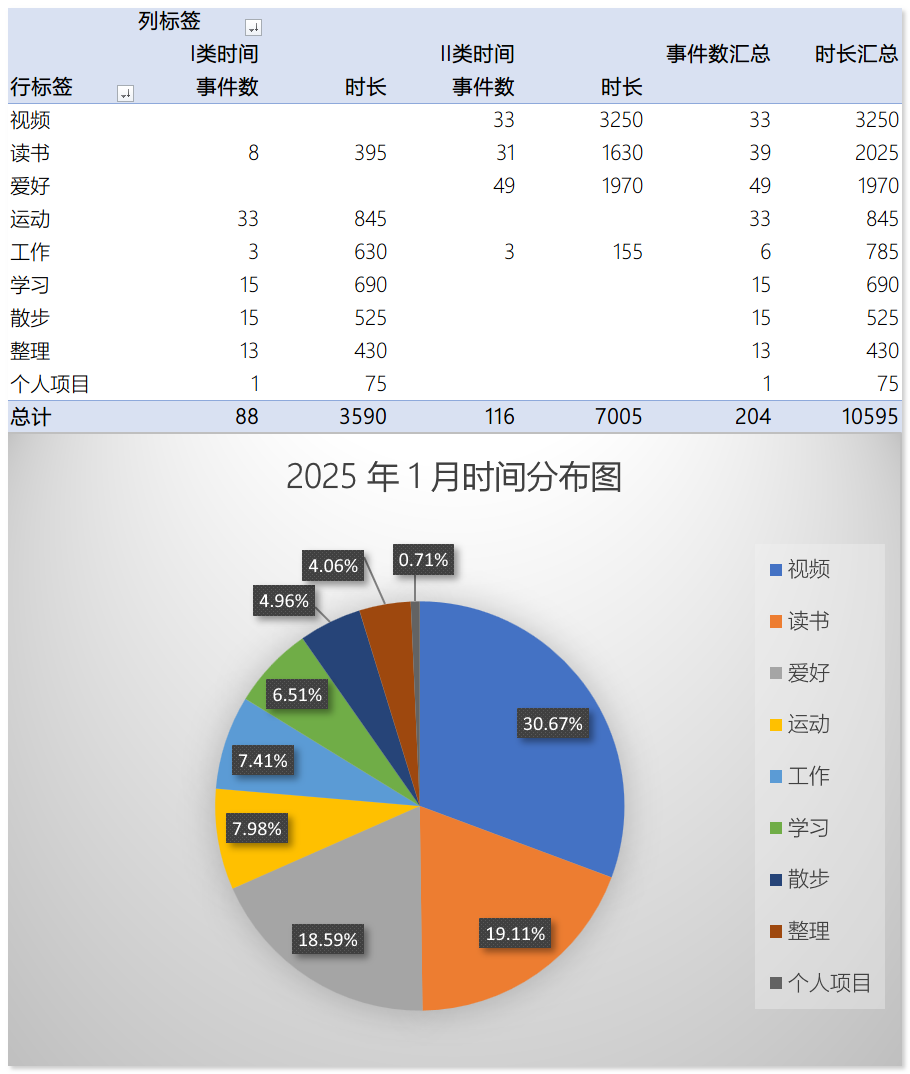 列标签
I类时间 II类时间 事件数汇总 时长汇总
行标签 事件数 时长 事件数 时长
视频 33 3250 33 3250
读书 8 395 31 1630 39 2025
爱好 49 1970 49 1970
运动 33 845 33 845
工作 3 630 3 155 6 785
学习 15 690 15 690
散步 15 525 15 525
整理 13 430 13 430
个人项目 1 75 1 75
总计 88 3590 116 7005 204 10595
2025 年 1 月时间分布图
0.71%
4.06%
4.96%
6.51%
7.41%
7.98%
18.59%
19.11%
30.67%
视频
读书
爱好
运动
工作
学习
散步
整理
个人项目